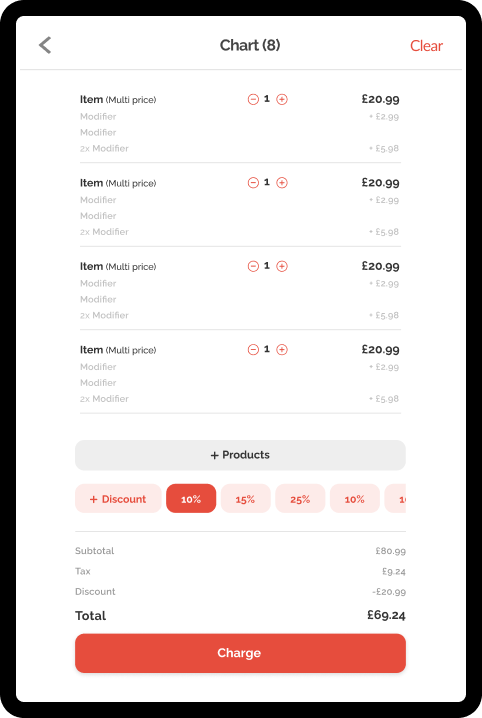 Chart (8) Clear
Item (Multi price) 1 £20.99
Modifier + £2.99
Modifier
2x Modifier + £5.98
Item (Multi price) 1 £20.99
Modifier + £2.99
Modifier
2x Modifier + £5.98
Item (Multi price) 1 £20.99
Modifier + £2.99
Modifier
2x Modifier + £5.98
Item (Multi price) 1 £20.99
Modifier + £2.99
Modifier
2x Modifier + £5.98
+ Products
+ Discount 10% 15% 25% 10%
Subtotal £80.99
Tax £9.24
Discount -£20.99
Total £69.24
Charge